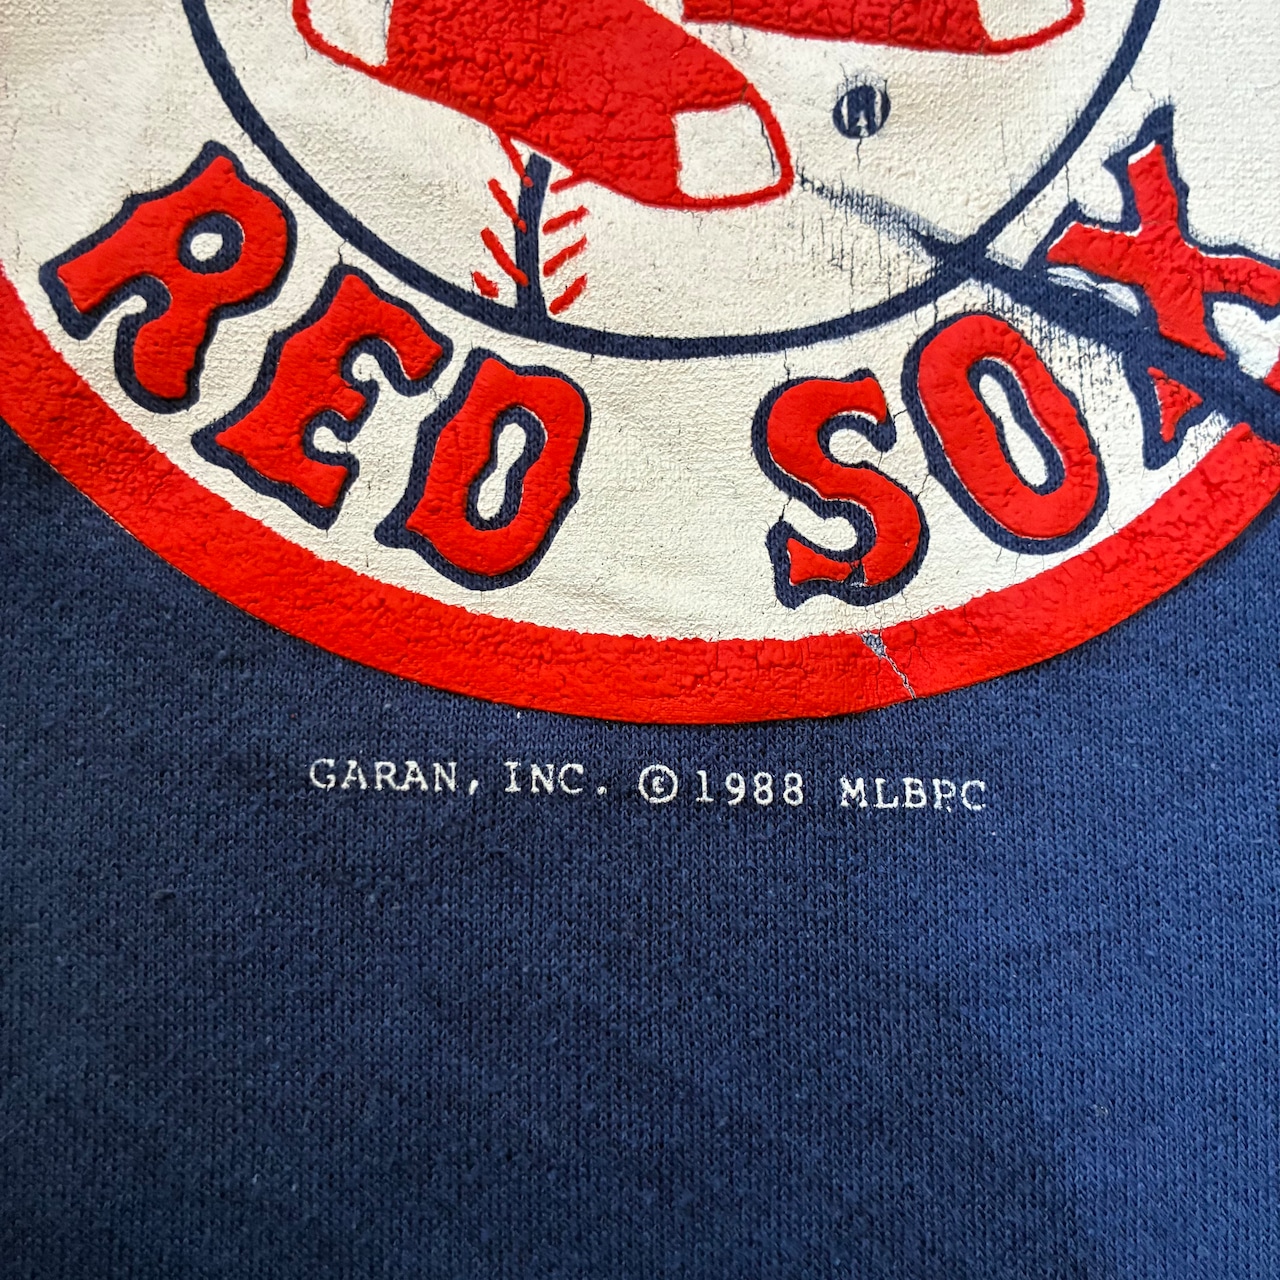 RED SOX
GARAN, INC. ©1988 MLBPC